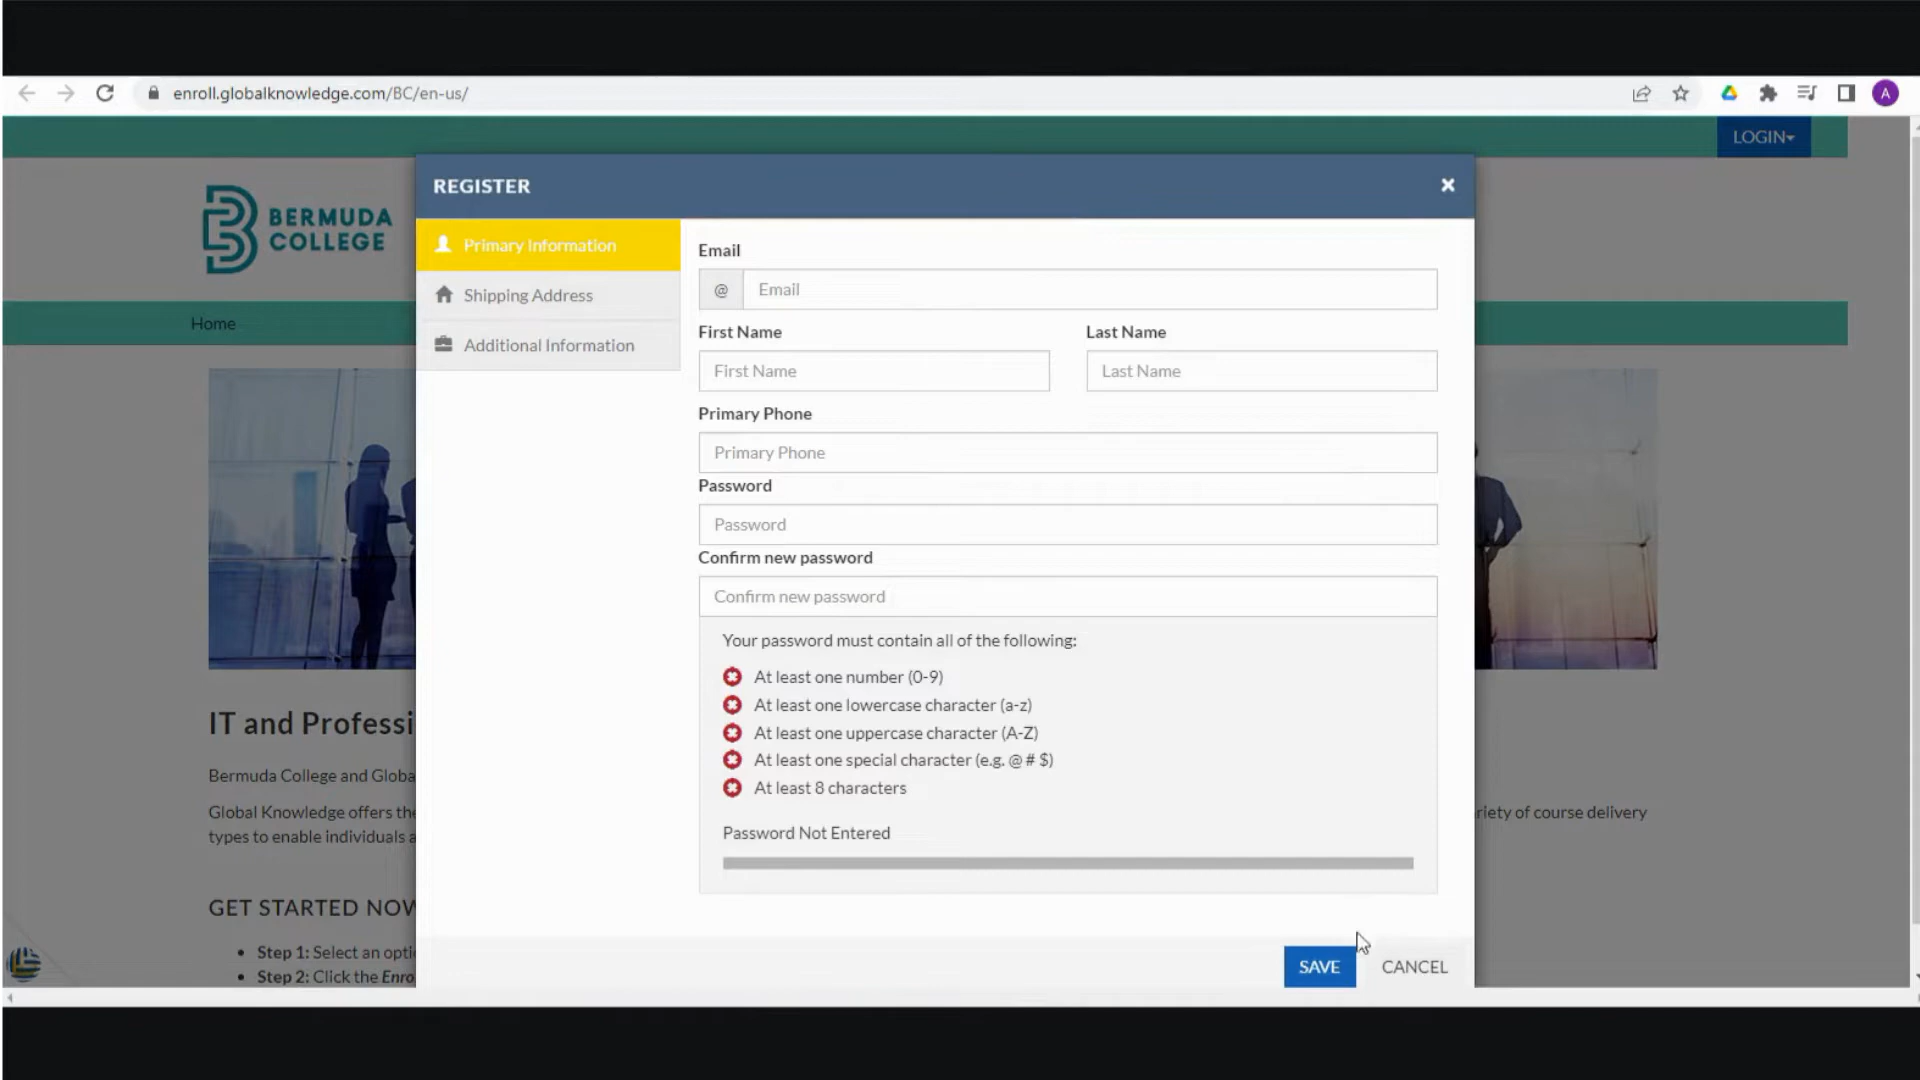 enroll.globalknowledge.com/BC/en-us/
A
LOGIN
REGISTER
×
BERMUDA
COLLEGE
Home
Primary Information
Shipping Address
Additional Information
Email
@ Email
First Name Last Name
First Name Last Name
Primary Phone
Primary Phone
Password
Password
Confirm new password
Confirm new password
Your password must contain all of the following:
At least one number (0-9)
At least one lowercase character (a-z)
At least one uppercase character (A-Z)
At least one special character (e.g. @ # $)
At least 8 characters
Password Not Entered
IT and Professi
Bermuda College and Globa
Global Knowledge offers the riety of course delivery
types to enable individuals a
GET STARTED NOW
• Step 1: Select an opti
• Step 2: Click the Enro
SAVE CANCEL